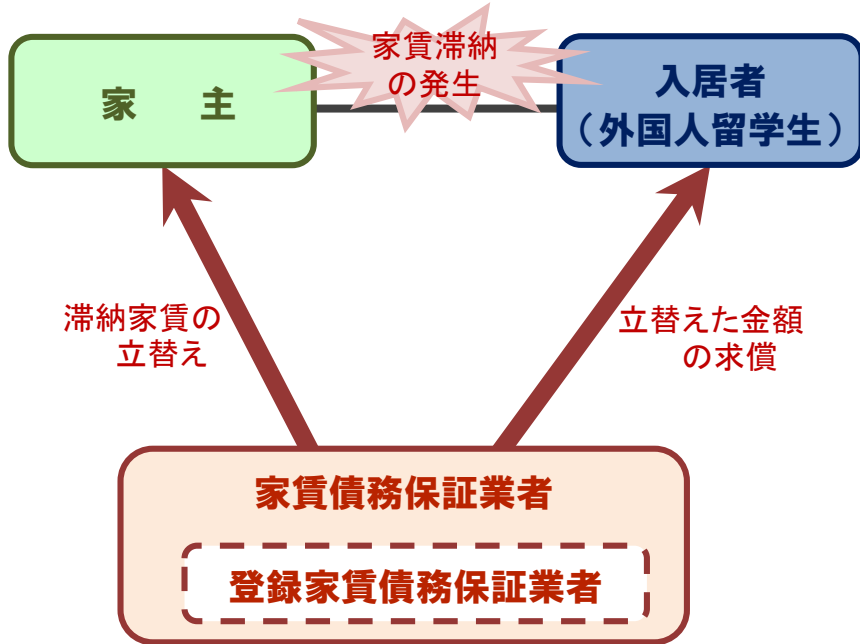 家賃滞納
の発生
家　主
入居者
（外国人留学生）
滞納家賃の
立替え
立替えた金額
の求償
家賃債務保証業者
登録家賃債務保証業者